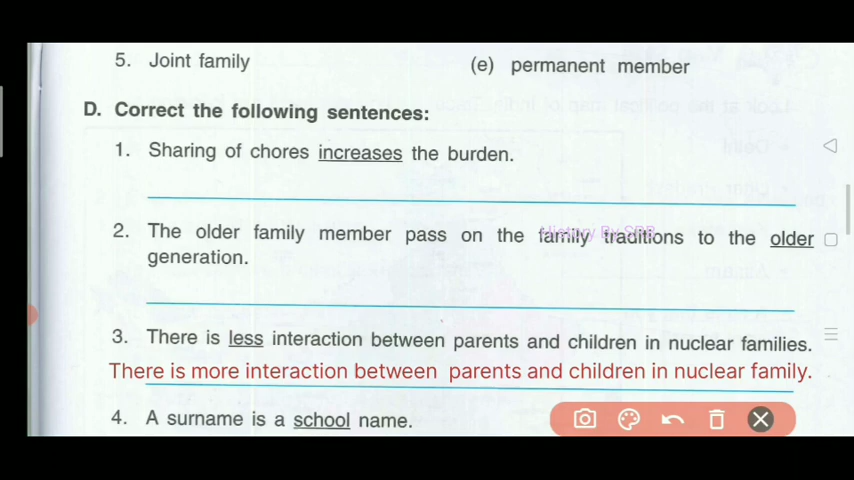 5. Joint family (e) permanent member
D. Correct the following sentences:
1. Sharing of chores increases the burden.
2. The older family member pass on the family traditions to the older
generation.
History By SRP
3. There is less interaction between parents and children in nuclear families.
There is more interaction between parents and children in nuclear family.
4. A surname is a school name.